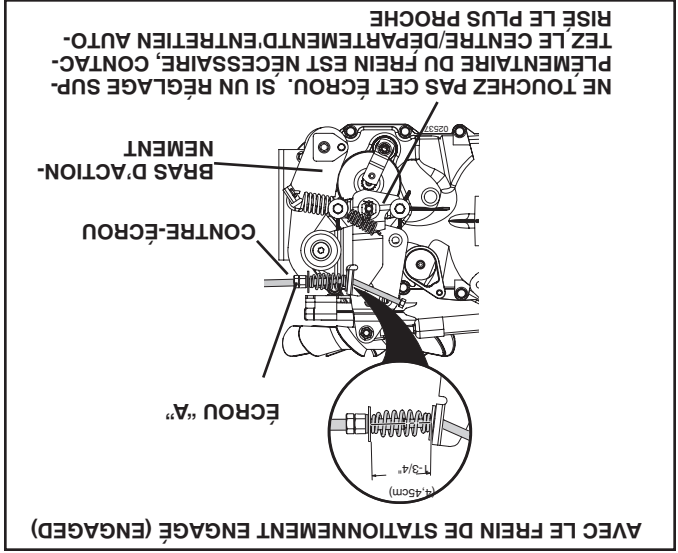 AVEC LE FREIN DE STATIONNEMENT ENGAGÉ (ENGAGED)
(4,45cm)
1-3/4"
ÉCROU “A”
CONTRE-ÉCROU
BRAS D'ACTION-
NEMENT
02537
NE TOUCHEZ PAS CET ÉCROU. SI UN RÉGLAGE SUP-
PLÉMENTAIRE DU FREIN EST NÉCESSAIRE, CONTAC-
TEZ LE CENTRE/DÉPARTEMENTD'ENTRETIEN AUTO-
RISÉ LE PLUS PROCHE